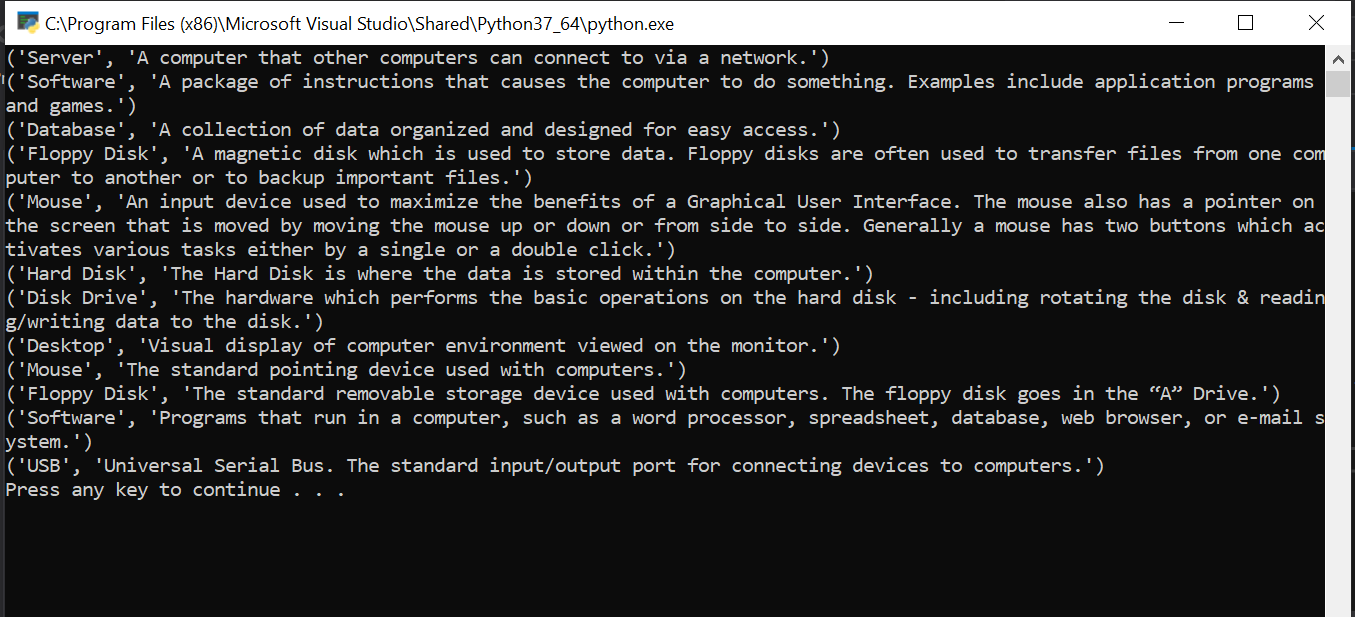 C:\Program Files (x86)\Microsoft Visual Studio\Shared\Python37_64\python.exe
('Server', 'A computer that other computers can connect to via a network.')
('Software', 'A package of instructions that causes the computer to do something. Examples include application programs
and games.')
('Database', 'A collection of data organized and designed for easy access.')
('Floppy Disk', 'A magnetic disk which is used to store data. Floppy disks are often used to transfer files from one com
puter to another or to backup important files.')
('Mouse', 'An input device used to maximize the benefits of a Graphical User Interface. The mouse also has a pointer on
the screen that is moved by moving the mouse up or down or from side to side. Generally a mouse has two buttons which ac
tivates various tasks either by a single or a double click.')
('Hard Disk', 'The Hard Disk is where the data is stored within the computer.')
('Disk Drive', 'The hardware which performs the basic operations on the hard disk - including rotating the disk & readin
g/writing data to the disk.')
('Desktop', 'Visual display of computer environment viewed on the monitor.')
('Mouse', 'The standard pointing device used with computers.')
('Floppy Disk', 'The standard removable storage device used with computers. The floppy disk goes in the “A” Drive.')
('Software', 'Programs that run in a computer, such as a word processor, spreadsheet, database, web browser, or e-mail s
ystem.')
('USB', 'Universal Serial Bus. The standard input/output port for connecting devices to computers.')
Press any key to continue . . .